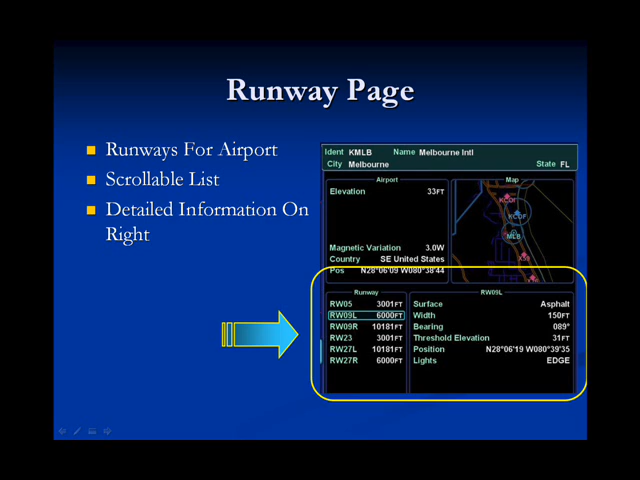 Runway Page
Runways For Airport
Scrollable List
Detailed Information On
Right
Ident KMLB Name Melbourne Intl
City Melbourne State FL
Airport
Elevation 33FT
Magnetic Variation 3.0W
Country SE United States
Pos N28°06'09 W080°38'44
Map
KCOF
MLB
X59
Runway
RW05 3001FT
RW09L 6000FT
RW09R 10181FT
RW23 3001FT
RW27L 10181FT
RW27R 6000FT
RW09L
Surface Asphalt
Width 150FT
Bearing 089°
Threshold Elevation 31FT
Position N28°06'19 W080°39'35
Lights EDGE